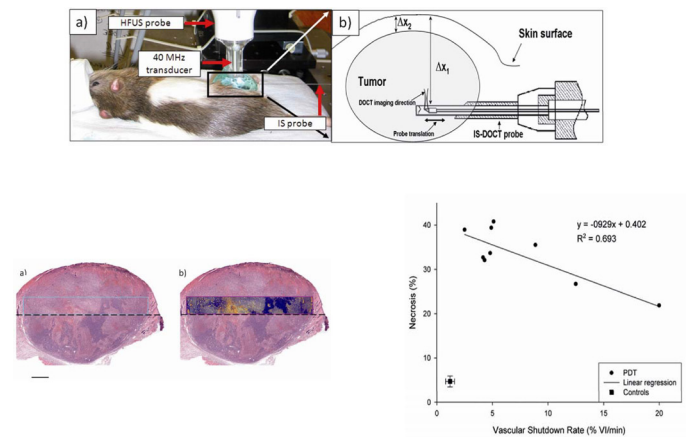 a)
HFUS probe
40 MHz
transducer
IS probe
b)
Δx2
Δx1
Skin surface
Tumor
DOCT imaging
direction
Probe translation
IS-DOCT probe
a)
b)
Necrosis (%)
50
40
30
20
10
0
y = -0929x + 0.402
R² = 0.693
PDT
Linear regression
Controls
0
5
10
15
20
Vascular Shutdown Rate (% VI/min)